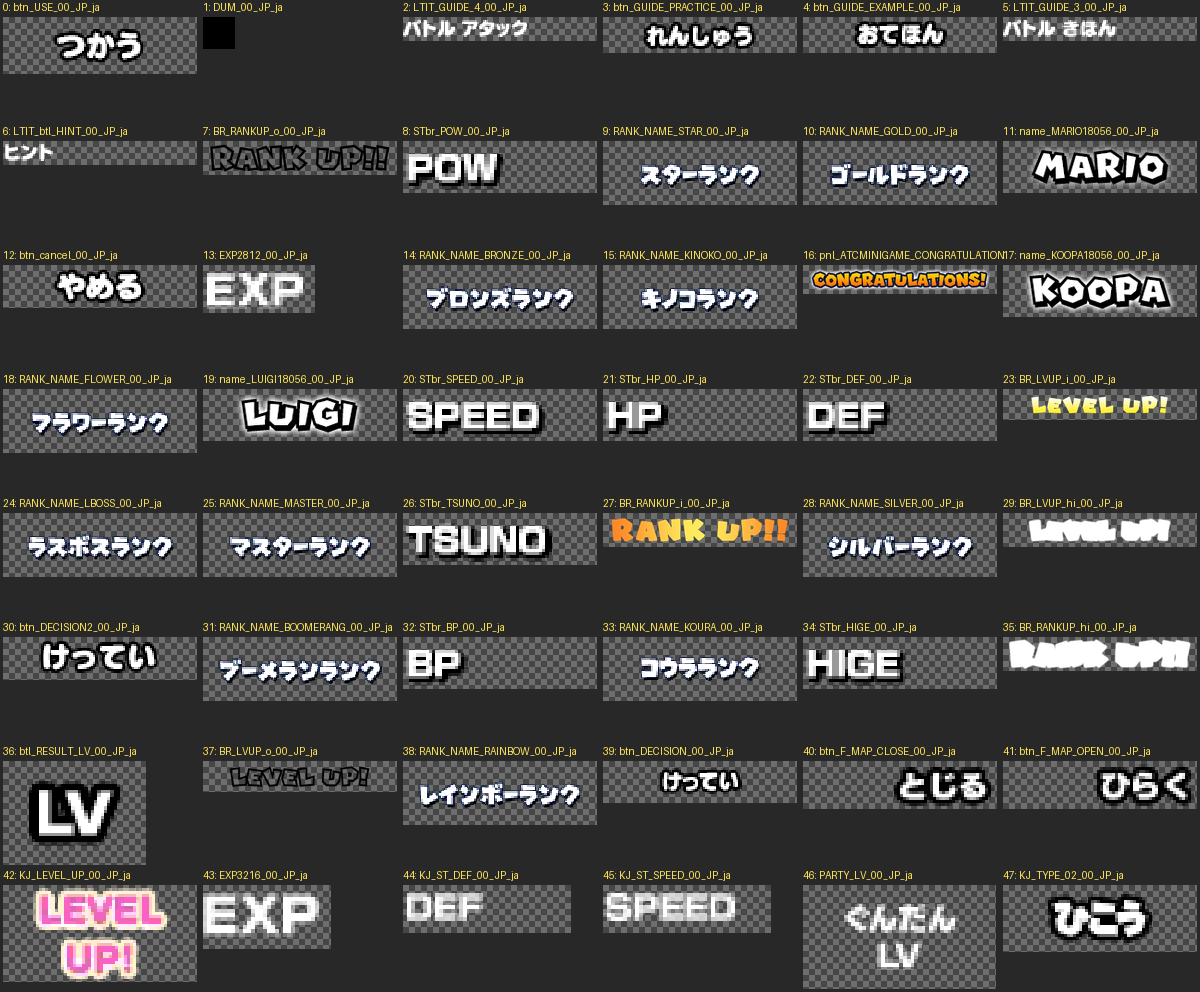 0: btn_USE_00_JP_ja
つかう
1: DUM_00_JP_ja
2: LTIT_GUIDE_4_00_JP_ja
バトル アタック
3: btn_GUIDE_PRACTICE_00_JP_ja
れんしゅう
4: btn_GUIDE_EXAMPLE_00_JP_ja
おてほん
5: LTIT_GUIDE_3_00_JP_ja
バトル きほん
6: LTIT_btl_HINT_00_JP_ja
ヒント
7: BR_RANKUP_o_00_JP_ja
RANK UP!!
8: STbr_POW_00_JP_ja
POW
9: RANK_NAME_STAR_00_JP_ja
スターランク
10: RANK_NAME_GOLD_00_JP_ja
ゴールドランク
11: name_MARIO18056_00_JP_ja
MARIO
12: btn_cancel_00_JP_ja
やめる
13: EXP2812_00_JP_ja
EXP
14: RANK_NAME_BRONZE_00_JP_ja
ブロンズランク
15: RANK_NAME_KINOKO_00_JP_ja
キノコランク
16: pnl_ATCMINIGAME_CONGRATULATION
CONGRATULATIONS!
17: name_KOOPA18056_00_JP_ja
KOOPA
18: RANK_NAME_FLOWER_00_JP_ja
フラワーランク
19: name_LUIGI18056_00_JP_ja
LUIGI
20: STbr_SPEED_00_JP_ja
SPEED
21: STbr_HP_00_JP_ja
HP
22: STbr_DEF_00_JP_ja
DEF
23: BR_LVUP_i_00_JP_ja
LEVEL UP!
24: RANK_NAME_LBOSS_00_JP_ja
ラスボスランク
25: RANK_NAME_MASTER_00_JP_ja
マスターランク
26: STbr_TSUNO_00_JP_ja
TSUNO
27: BR_RANKUP_i_00_JP_ja
RANK UP!!
28: RANK_NAME_SILVER_00_JP_ja
シルバーランク
29: BR_LVUP_hi_00_JP_ja
LEVEL UP!
30: btn_DECISION2_00_JP_ja
けってい
31: RANK_NAME_BOOMERANG_00_JP_ja
ブーメランランク
32: STbr_BP_00_JP_ja
BP
33: RANK_NAME_KOURA_00_JP_ja
コウラランク
34: STbr_HIGE_00_JP_ja
HIGE
35: BR_RANKUP_hi_00_JP_ja
RANK UP!!
36: btl_RESULT_LV_00_JP_ja
LV
37: BR_LVUP_o_00_JP_ja
LEVEL UP!
38: RANK_NAME_RAINBOW_00_JP_ja
レインボーランク
39: btn_DECISION_00_JP_ja
けってい
40: btn_F_MAP_CLOSE_00_JP_ja
とじる
41: btn_F_MAP_OPEN_00_JP_ja
ひらく
42: KJ_LEVEL_UP_00_JP_ja
LEVEL
UP!
43: EXP3216_00_JP_ja
EXP
44: KJ_ST_DEF_00_JP_ja
DEF
45: KJ_ST_SPEED_00_JP_ja
SPEED
46: PARTY_LV_00_JP_ja
ぐんだん
LV
47: KJ_TYPE_02_00_JP_ja
ひこう